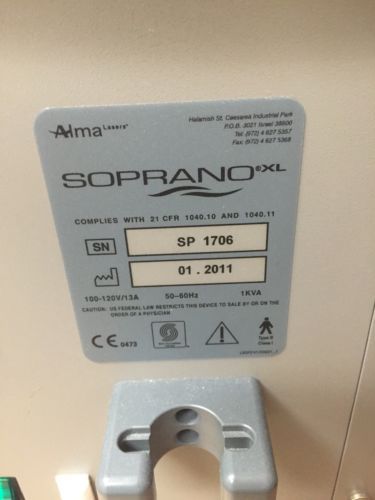 Alma Lasers®
Halamish St. Caesarea Industrial Park
P.O.B. 3021 Israel 38900
Tel: (972) 4 627 5357
Fax: (972) 4 627 5368
SOPRANO®XL
COMPLIES WITH 21 CFR 1040.10 AND 1040.11
SN SP 1706
01.2011
100-120V/13A 50-60Hz 1KVA
CAUTION: US FEDERAL LAW RESTRICTS THIS DEVICE TO SALE BY OR ON THE
ORDER OF A PHYSICIAN
CE 0473
Type B
Class I